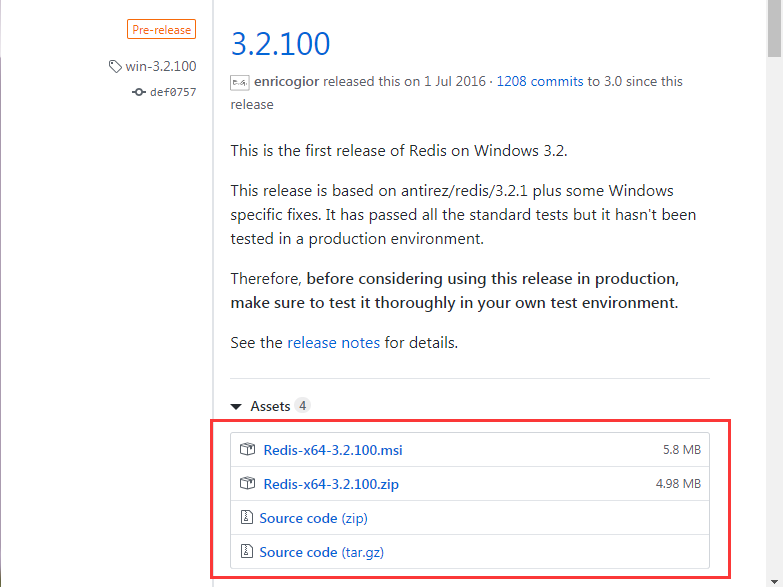 Pre-release
win-3.2.100
def0757
3.2.100
enricogior released this on 1 Jul 2016 · 1208 commits to 3.0 since this
release
This is the first release of Redis on Windows 3.2.
This release is based on antirez/redis/3.2.1 plus some Windows
specific fixes. It has passed all the standard tests but it hasn't been
tested in a production environment.
Therefore, before considering using this release in production,
make sure to test it thoroughly in your own test environment.
See the release notes for details.
Assets 4
Redis-x64-3.2.100.msi 5.8 MB
Redis-x64-3.2.100.zip 4.98 MB
Source code (zip)
Source code (tar.gz)